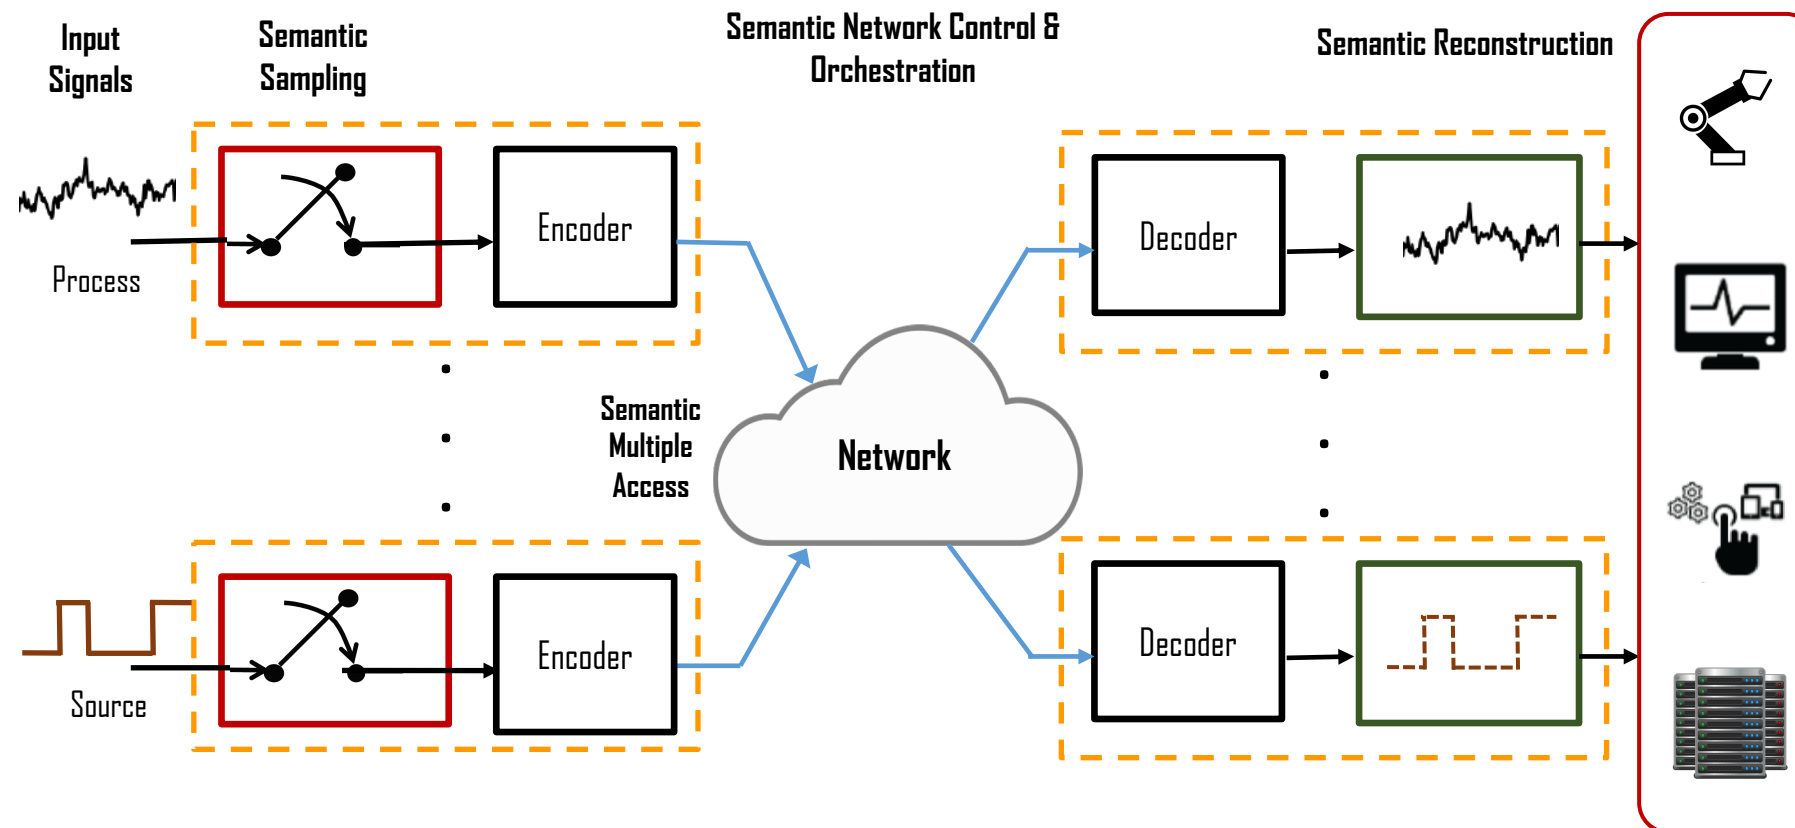 Input
Signals
Semantic
Sampling
Semantic Network Control &
Orchestration
Semantic Reconstruction
Process
Encoder
Decoder
Semantic
Multiple
Access
Network
Source
Encoder
Decoder